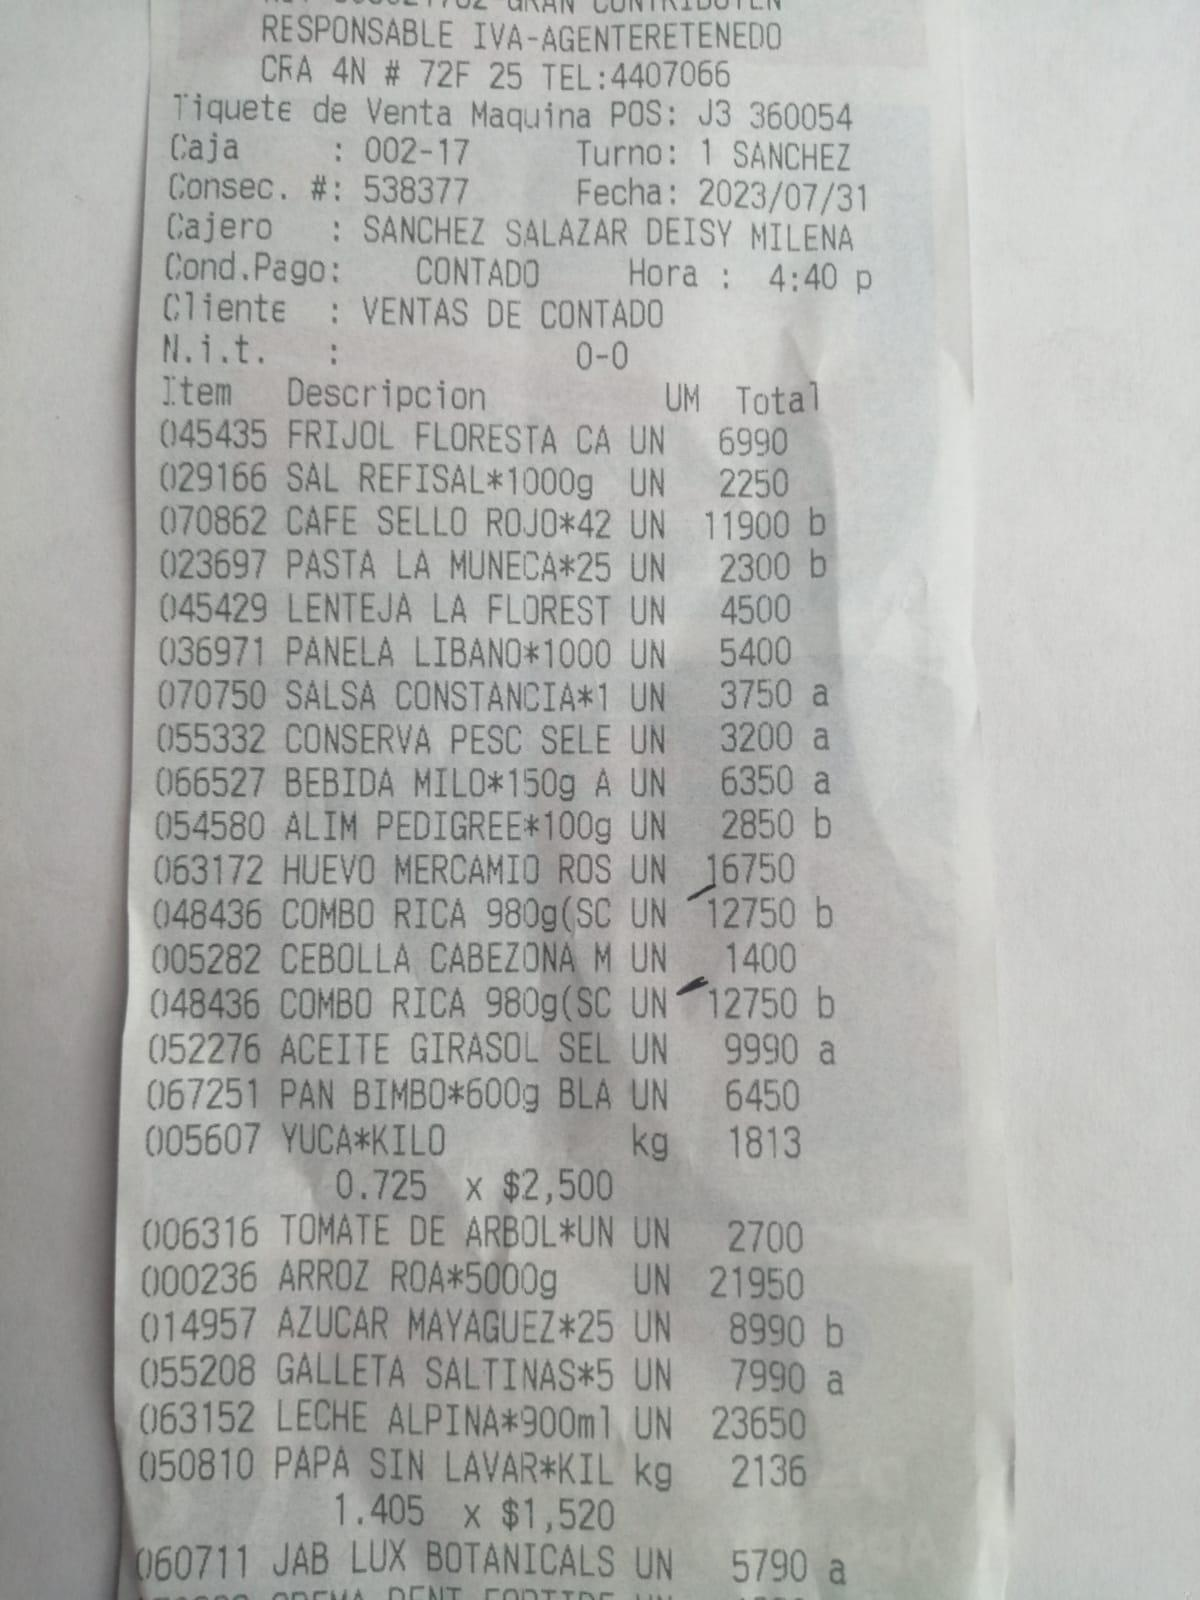 GRAN CONTRIBUYEN
RESPONSABLE IVA-AGENTERETENEDO
CRA 4N # 72F 25 TEL:4407066
Tiquete de Venta Maquina POS: J3 360054
Caja : 002-17 Turno: 1 SANCHEZ
Consec. #: 538377 Fecha: 2023/07/31
Cajero : SANCHEZ SALAZAR DEISY MILENA
Cond.Pago: CONTADO Hora : 4:40 p
Cliente : VENTAS DE CONTADO
N.i.t. : 0-0
Item Descripcion UM Total
045435 FRIJOL FLORESTA CA UN 6990
029166 SAL REFISAL*1000g UN 2250
070862 CAFE SELLO ROJO*42 UN 11900 b
023697 PASTA LA MUNECA*25 UN 2300 b
045429 LENTEJA LA FLOREST UN 4500
036971 PANELA LIBANO*1000 UN 5400
070750 SALSA CONSTANCIA*1 UN 3750 a
055332 CONSERVA PESC SELE UN 3200 a
066527 BEBIDA MILO*150g A UN 6350 a
054580 ALIM PEDIGREE*100g UN 2850 b
063172 HUEVO MERCAMIO ROS UN 16750
048436 COMBO RICA 980g(SC UN 12750 b
005282 CEBOLLA CABEZONA M UN 1400
048436 COMBO RICA 980g(SC UN 12750 b
052276 ACEITE GIRASOL SEL UN 9990 a
067251 PAN BIMBO*600g BLA UN 6450
005607 YUCA*KILO kg 1813
0.725 x $2,500
006316 TOMATE DE ARBOL*UN UN 2700
000236 ARROZ ROA*5000g UN 21950
014957 AZUCAR MAYAGUEZ*25 UN 8990 b
055208 GALLETA SALTINAS*5 UN 7990 a
063152 LECHE ALPINA*900ml UN 23650
050810 PAPA SIN LAVAR*KIL kg 2136
1.405 x $1,520
060711 JAB LUX BOTANICALS UN 5790 a